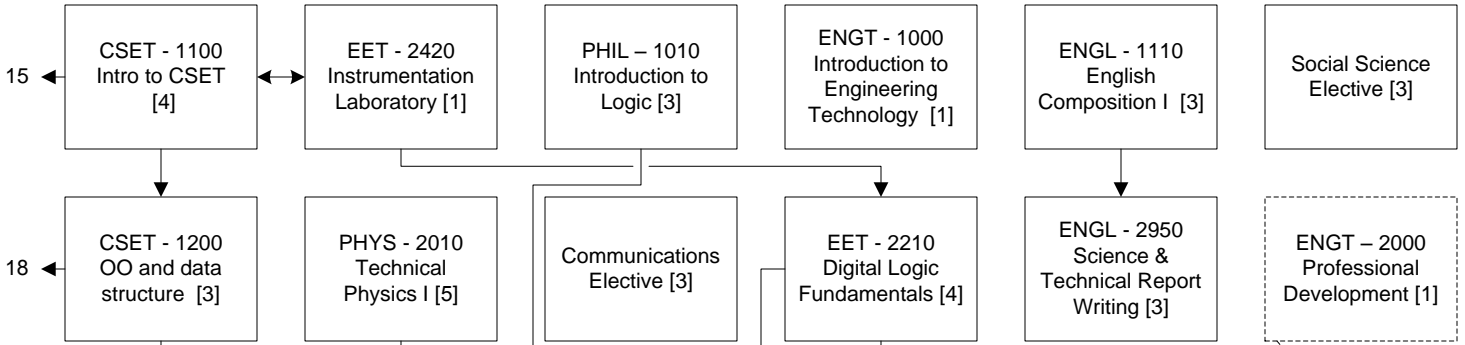 15
CSET - 1100
Intro to CSET
[4]
EET - 2420
Instrumentation
Laboratory [1]
PHIL – 1010
Introduction to
Logic [3]
ENGT - 1000
Introduction to
Engineering
Technology [1]
ENGL - 1110
English
Composition I [3]
Social Science
Elective [3]
18
CSET - 1200
OO and data
structure [3]
PHYS - 2010
Technical
Physics I [5]
Communications
Elective [3]
EET - 2210
Digital Logic
Fundamentals [4]
ENGL - 2950
Science &
Technical Report
Writing [3]
ENGT – 2000
Professional
Development [1]